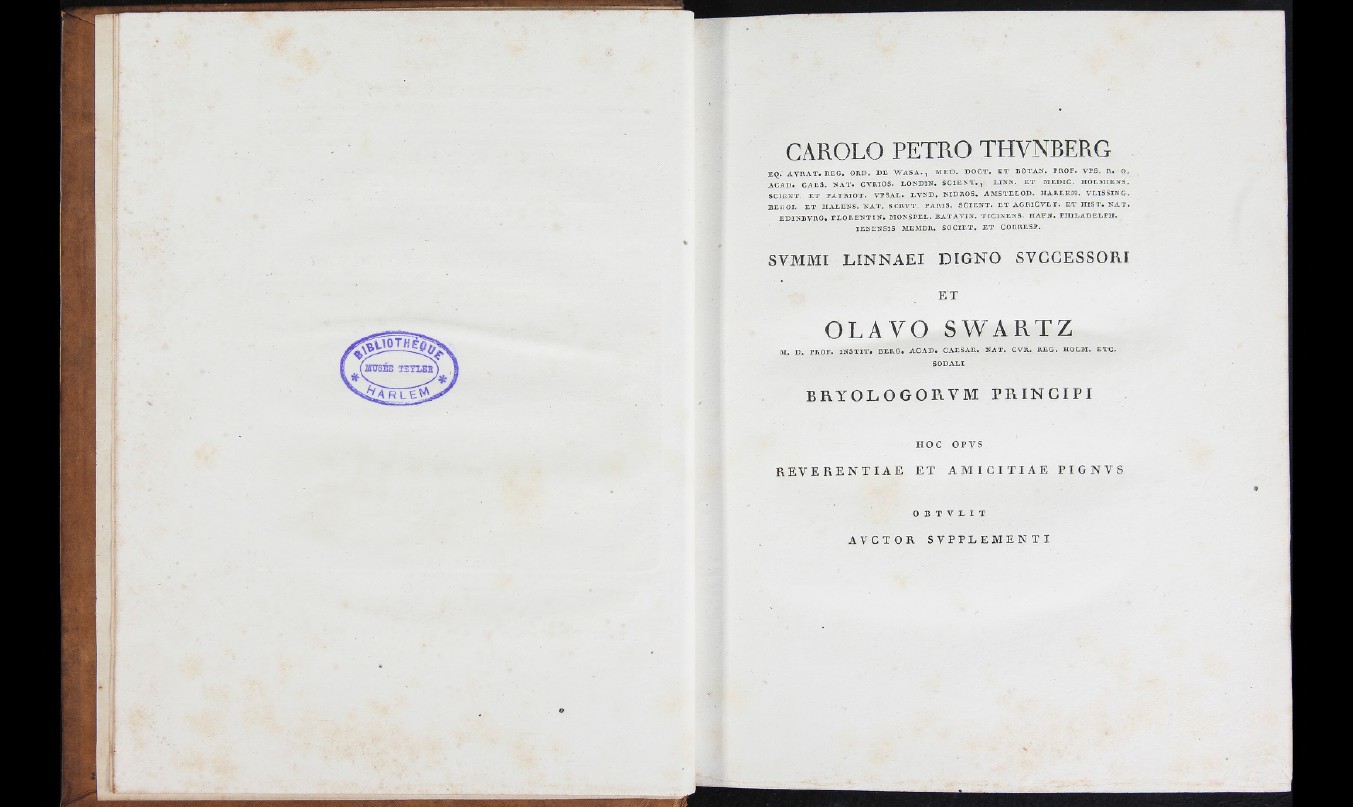 BIBLIOTHÈQUE
MUSÉE TEYLER
HARLEM
CAROLO PETRO THVNBERG
EQ. AVRAT. REG. ORD. DE WASA., MED. DOCT. ET BOTAN. PROF. VPS. R. O.
ACAD. CAES. NAT. CVRIOS. LONDIN. SCIENT., LINN. ET MEDIC. HOLMIENS.
SCIENT. ET PATRIOT. VPSAL. LVND. NIDROS. AMSTELOD. HARLEM. VLISSING.
BEROL. ET HALENS. NAT. SCRVT. PARIS. SCIENT. ET AGRICVLT. ET HIST. NAT.
EDINBVRG. FLORENTIN. MONSPEL. BATAVIN. TICINENS. HAFN. PHILADELPH.
IENENSIS MEMBR. SOCIET. ET CORRESP.
SVMMI LINNAEI DIGNO SVCCESSORI
ET
OLAVO SWARTZ
M. D. PROF. INSTIT. BERG. ACAD. CAESAR. NAT. CVR. REG. HOLM. ETC.
SODALI
BRYOLOGORVM PRINCIPI
HOC OPVS
REVERENTIAE ET AMICITIAE PIGNVS
OBTVLIT
AVCTOR SVPPLEMENTI